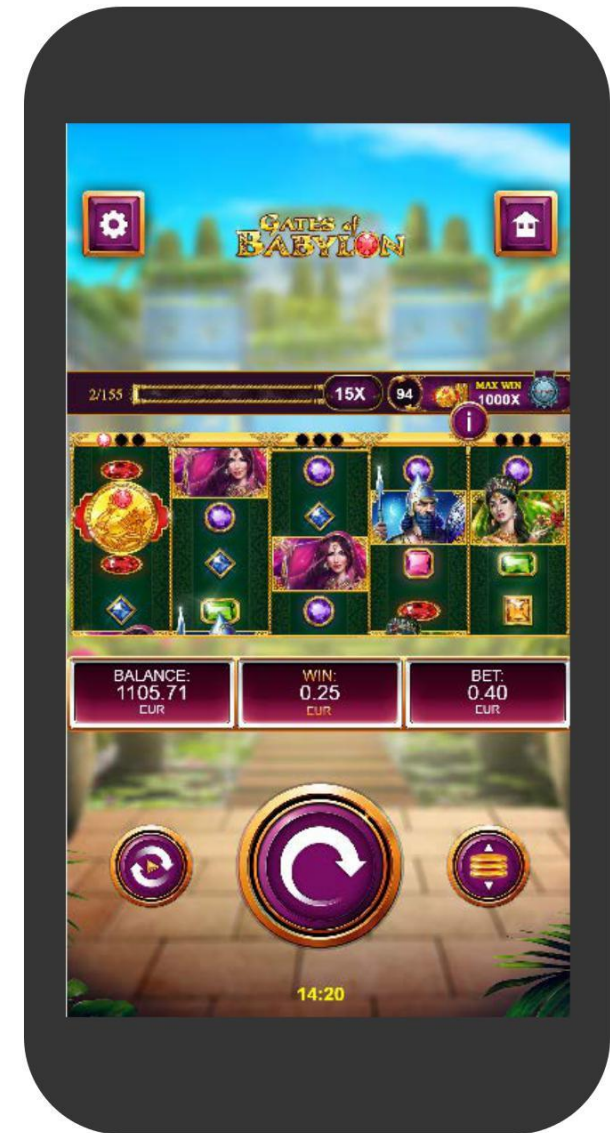 GATES of
BABYLON
2/155
15X
94
MAX WIN
1000X
i
BALANCE:
1105.71
EUR
WIN:
0.25
EUR
BET:
0.40
EUR
14:20